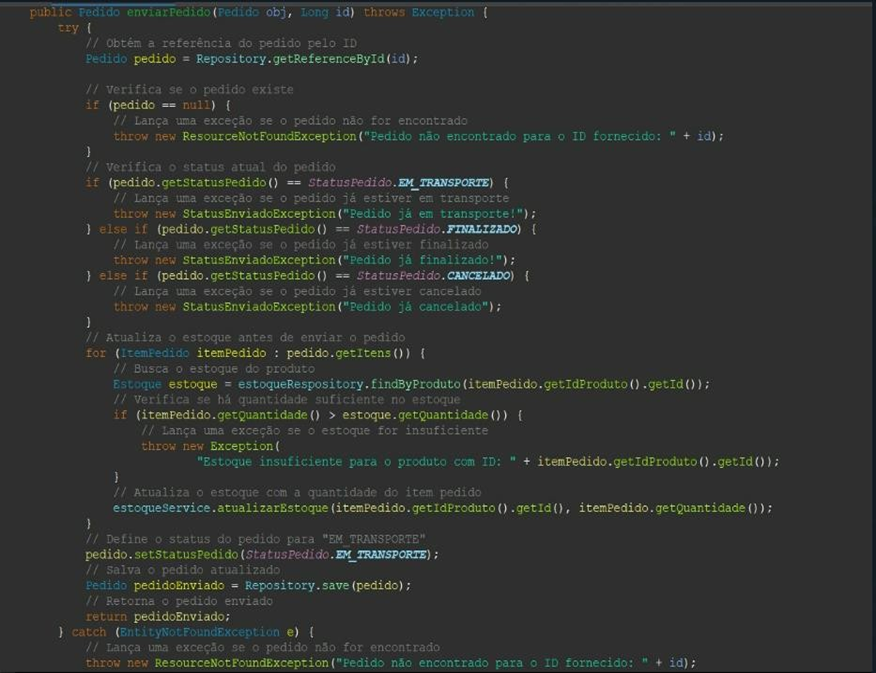 public Pedido enviarPedido(Pedido obj, Long id) throws Exception {
try {
// Obtém a referência do pedido pelo ID
Pedido pedido = Repository.getReferenceById(id);
// Verifica se o pedido existe
if (pedido == null) {
// Lança uma exceção se o pedido não for encontrado
throw new ResourceNotFoundException("Pedido não encontrado para o ID fornecido: " + id);
}
// Verifica o status atual do pedido
if (pedido.getStatusPedido() == StatusPedido.EM_TRANSPORTE) {
// Lança uma exceção se o pedido já estiver em transporte
throw new StatusEnviadoException("Pedido já em transporte!");
} else if (pedido.getStatusPedido() == StatusPedido.FINALIZADO) {
// Lança uma exceção se o pedido já estiver finalizado
throw new StatusEnviadoException("Pedido já finalizado!");
} else if (pedido.getStatusPedido() == StatusPedido.CANCELADO) {
// Lança uma exceção se o pedido já estiver cancelado
throw new StatusEnviadoException("Pedido já cancelado");
}
// Atualiza o estoque antes de enviar o pedido
for (ItemPedido itemPedido : pedido.getItens()) {
// Busca o estoque do produto
Estoque estoque = estoqueRespository.findByProduto(itemPedido.getIdProduto().getId());
// Verifica se há quantidade suficiente no estoque
if (itemPedido.getQuantidade() > estoque.getQuantidade()) {
// Lança uma exceção se o estoque for insuficiente
throw new Exception(
"Estoque insuficiente para o produto com ID: " + itemPedido.getIdProduto().getId());
}
// Atualiza o estoque com a quantidade do item pedido
estoqueService.atualizarEstoque(itemPedido.getIdProduto().getId(), itemPedido.getQuantidade());
}
// Define o status do pedido para "EM_TRANSPORTE"
pedido.setStatusPedido(StatusPedido.EM_TRANSPORTE);
// Salva o pedido atualizado
Pedido pedidoEnviado = Repository.save(pedido);
// Retorna o pedido enviado
return pedidoEnviado;
} catch (EntityNotFoundException e) {
// Lança uma exceção se o pedido não for encontrado
throw new ResourceNotFoundException("Pedido não encontrado para o ID fornecido: " + id);